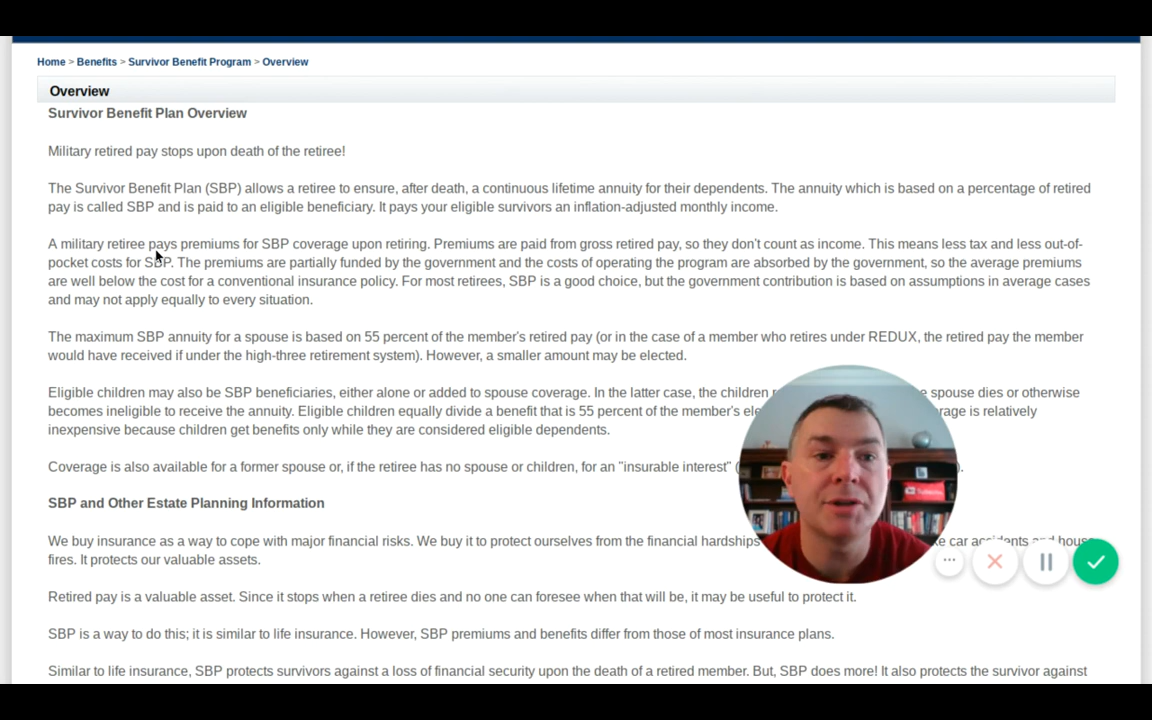 Home > Benefits > Survivor Benefit Program > Overview
Overview
Survivor Benefit Plan Overview
Military retired pay stops upon death of the retiree!
The Survivor Benefit Plan (SBP) allows a retiree to ensure, after death, a continuous lifetime annuity for their dependents. The annuity which is based on a percentage of retired
pay is called SBP and is paid to an eligible beneficiary. It pays your eligible survivors an inflation-adjusted monthly income.
A military retiree pays premiums for SBP coverage upon retiring. Premiums are paid from gross retired pay, so they don't count as income. This means less tax and less out-of-
pocket costs for SBP. The premiums are partially funded by the government and the costs of operating the program are absorbed by the government, so the average premiums
are well below the cost for a conventional insurance policy. For most retirees, SBP is a good choice, but the government contribution is based on assumptions in average cases
and may not apply equally to every situation.
The maximum SBP annuity for a spouse is based on 55 percent of the member's retired pay (or in the case of a member who retires under REDUX, the retired pay the member
would have received if under the high-three retirement system). However, a smaller amount may be elected.
Eligible children may also be SBP beneficiaries, either alone or added to spouse coverage. In the latter case, the children spouse dies or otherwise
becomes ineligible to receive the annuity. Eligible children equally divide a benefit that is 55 percent of the member's is relatively
inexpensive because children get benefits only while they are considered eligible dependents.
Coverage is also available for a former spouse or, if the retiree has no spouse or children, for an "insurable interest" ( ).
SBP and Other Estate Planning Information
We buy insurance as a way to cope with major financial risks. We buy it to protect ourselves from the financial hardships car accidents and house
fires. It protects our valuable assets.
Retired pay is a valuable asset. Since it stops when a retiree dies and no one can foresee when that will be, it may be useful to protect it.
SBP is a way to do this; it is similar to life insurance. However, SBP premiums and benefits differ from those of most insurance plans.
Similar to life insurance, SBP protects survivors against a loss of financial security upon the death of a retired member. But, SBP does more! It also protects the survivor against